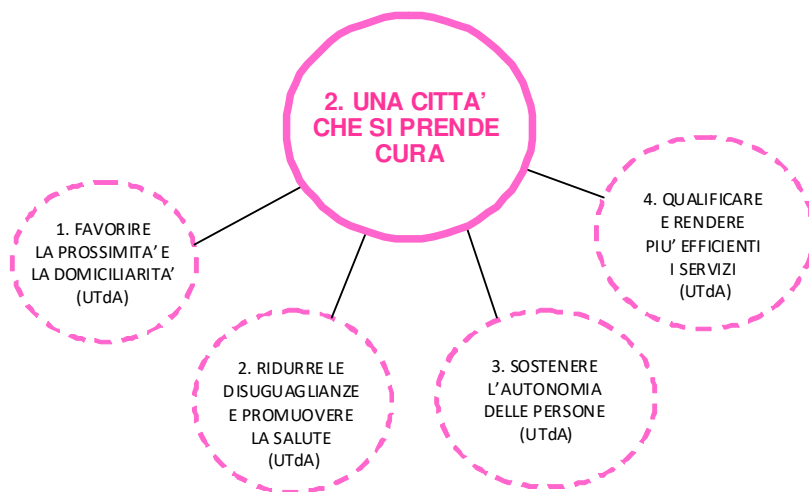 2. UNA CITTA’
CHE SI PRENDE
CURA
1. FAVORIRE
LA PROSSIMITA’ E
LA DOMICILIARITA’
(UTdA)
2. RIDURRE LE
DISUGUAGLIANZE
E PROMUOVERE
LA SALUTE
(UTdA)
3. SOSTENERE
L’AUTONOMIA
DELLE PERSONE
(UTdA)
4. QUALIFICARE
E RENDERE
PIU’ EFFICIENTI
I SERVIZI
(UTdA)